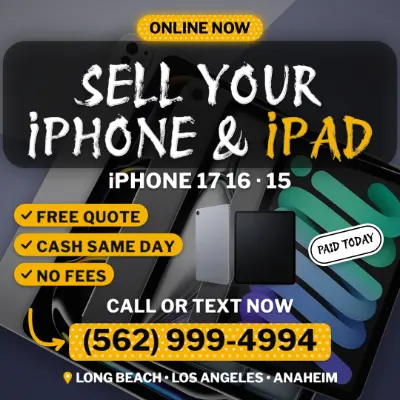 ONLINE NOW
SELL YOUR
iPHONE & iPAD
iPHONE 17 16 · 15
FREE QUOTE
CASH SAME DAY
NO FEES
PAID TODAY
CALL OR TEXT NOW
(562) 999-4994
LONG BEACH • LOS ANGELES • ANAHEIM